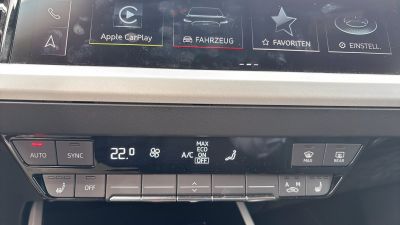 Apple CarPlay
FAHRZEUG
FAVORITEN
EINSTELL.
AUTO
SYNC
22.0
A/C
MAX
ECO
ON
OFF
MAX
REAR
OFF
A M